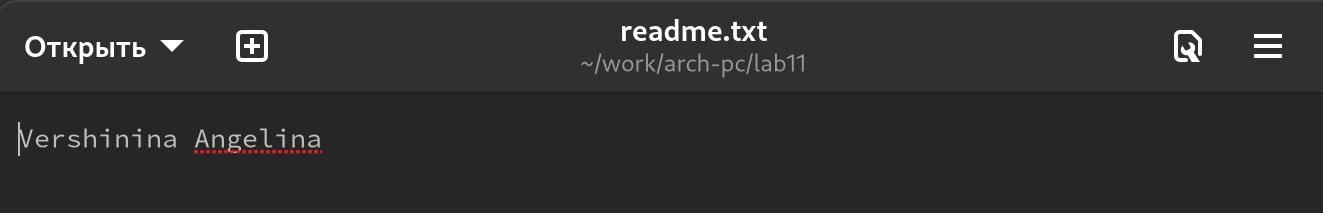 Открыть
readme.txt
~/work/arch-pc/lab11
Vershinina Angelina